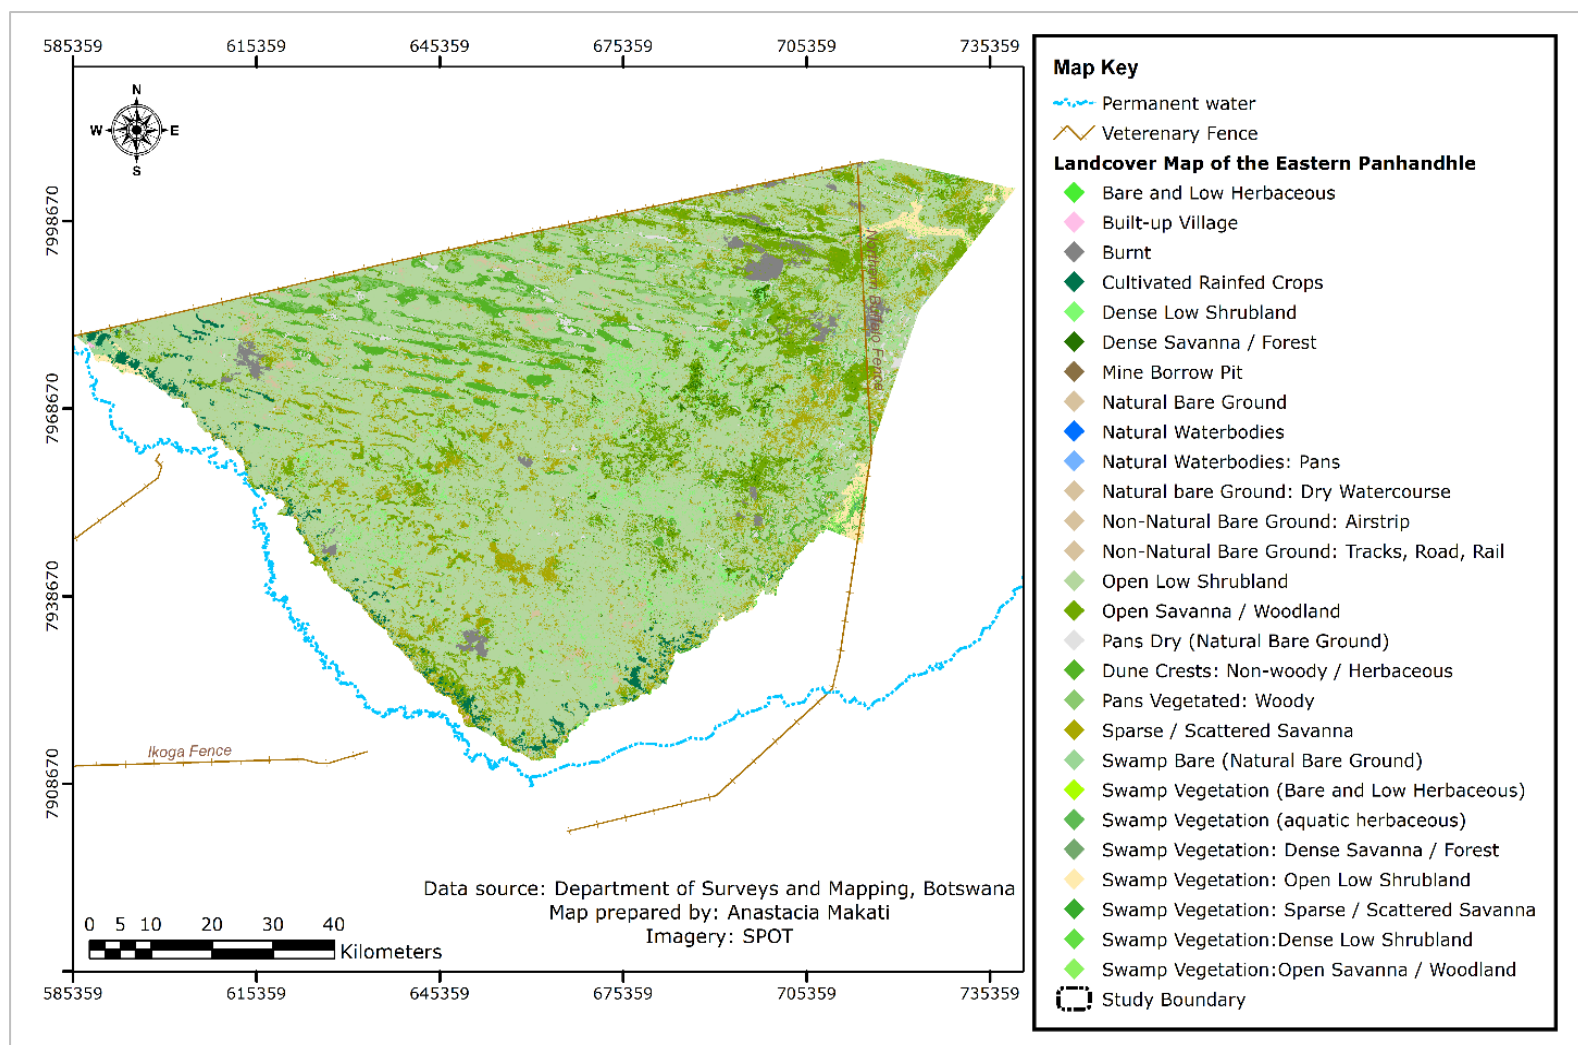 585359 615359 645359 675359 705359 735359
N
W E
S
7998670
7968670
7938670
7908670
Northern Buffalo Fence
Ikoga Fence
Data source: Department of Surveys and Mapping, Botswana
Map prepared by: Anastacia Makati
Imagery: SPOT
0 5 10 20 30 40
Kilometers
585359 615359 645359 675359 705359 735359
Map Key
Permanent water
Veterenary Fence
Landcover Map of the Eastern Panhandhle
Bare and Low Herbaceous
Built-up Village
Burnt
Cultivated Rainfed Crops
Dense Low Shrubland
Dense Savanna / Forest
Mine Borrow Pit
Natural Bare Ground
Natural Waterbodies
Natural Waterbodies: Pans
Natural bare Ground: Dry Watercourse
Non-Natural Bare Ground: Airstrip
Non-Natural Bare Ground: Tracks, Road, Rail
Open Low Shrubland
Open Savanna / Woodland
Pans Dry (Natural Bare Ground)
Dune Crests: Non-woody / Herbaceous
Pans Vegetated: Woody
Sparse / Scattered Savanna
Swamp Bare (Natural Bare Ground)
Swamp Vegetation (Bare and Low Herbaceous)
Swamp Vegetation (aquatic herbaceous)
Swamp Vegetation: Dense Savanna / Forest
Swamp Vegetation: Open Low Shrubland
Swamp Vegetation: Sparse / Scattered Savanna
Swamp Vegetation:Dense Low Shrubland
Swamp Vegetation:Open Savanna / Woodland
Study Boundary